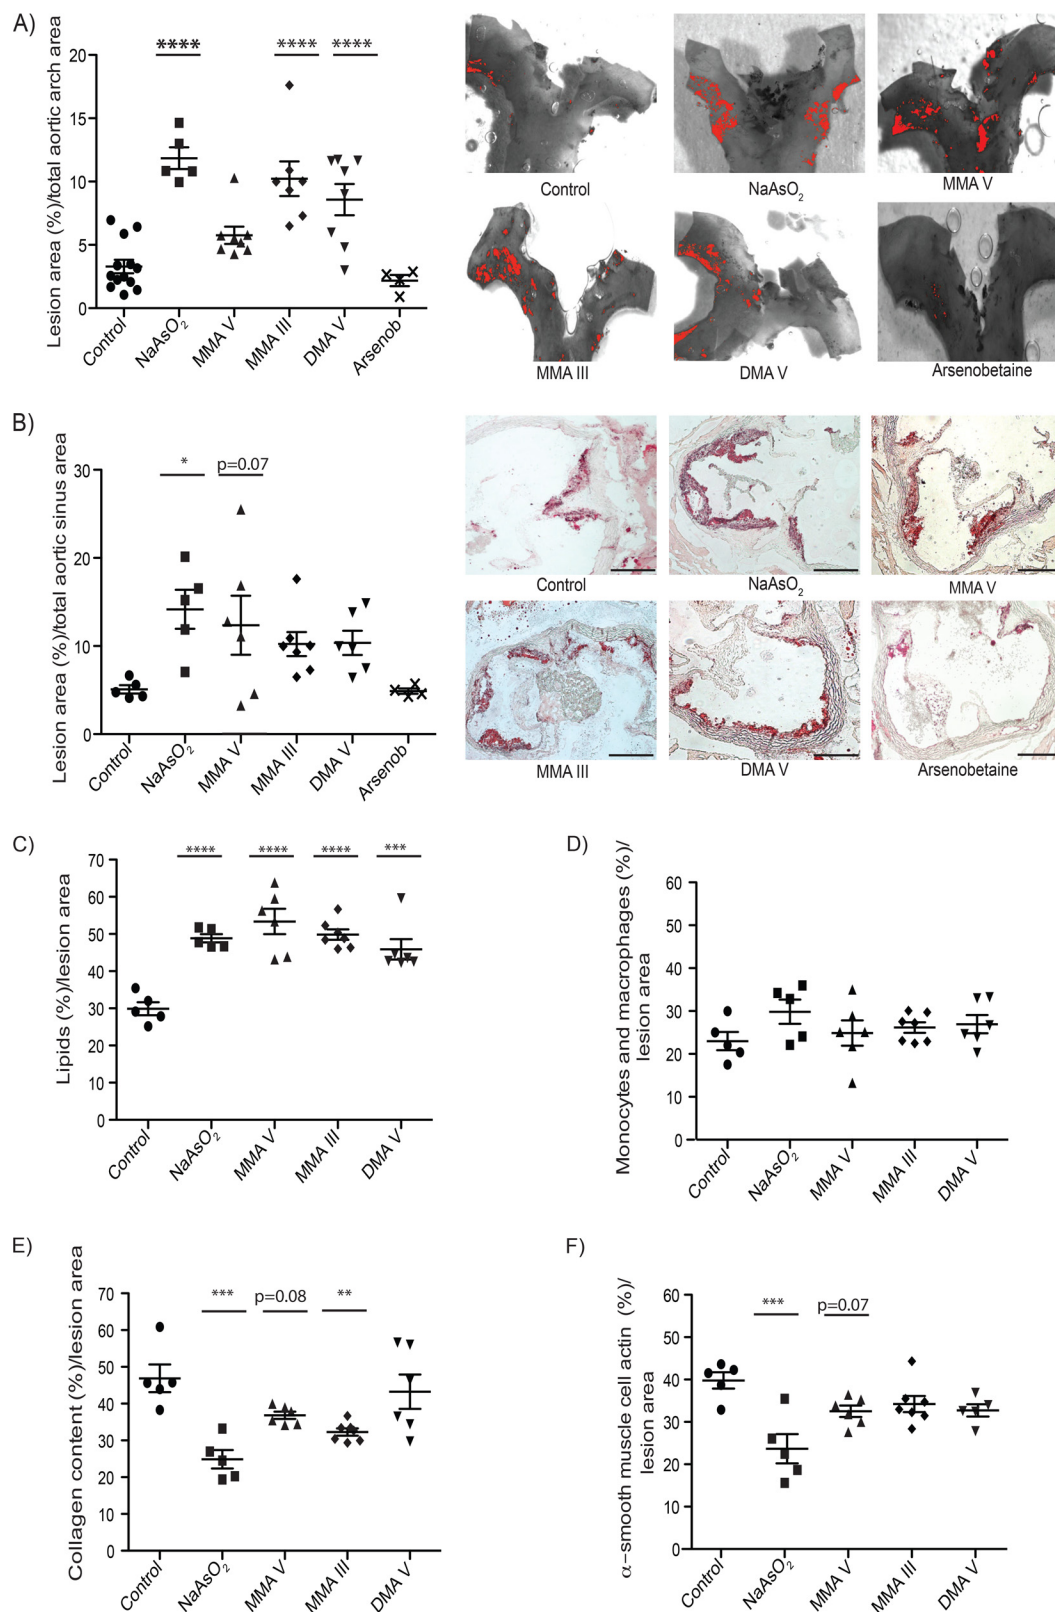 A)
Lesion area (%)/total aortic arch area
20
15
10
5
0
**** **** ****
Control NaAsO₂ MMA V MMA III DMA V Arsenob
Control NaAsO₂ MMA V
MMA III DMA V Arsenobetaine
B)
Lesion area (%)/total aortic sinus area
30
20
10
0
* p=0.07
Control NaAsO₂ MMA V MMA III DMA V Arsenob
Control NaAsO₂ MMA V
MMA III DMA V Arsenobetaine
C)
Lipids (%)/lesion area
70
60
50
40
30
20
10
0
**** **** **** ***
Control NaAsO₂ MMA V MMA III DMA V
D)
Monocytes and macrophages (%)/
lesion area
60
50
40
30
20
10
0
Control NaAsO₂ MMA V MMA III DMA V
E)
Collagen content (%)/lesion area
70
60
50
40
30
20
10
0
*** p=0.08 **
Control NaAsO₂ MMA V MMA III DMA V
F)
α-smooth muscle cell actin (%)/
lesion area
60
50
40
30
20
10
0
*** p=0.07
Control NaAsO₂ MMA V MMA III DMA V